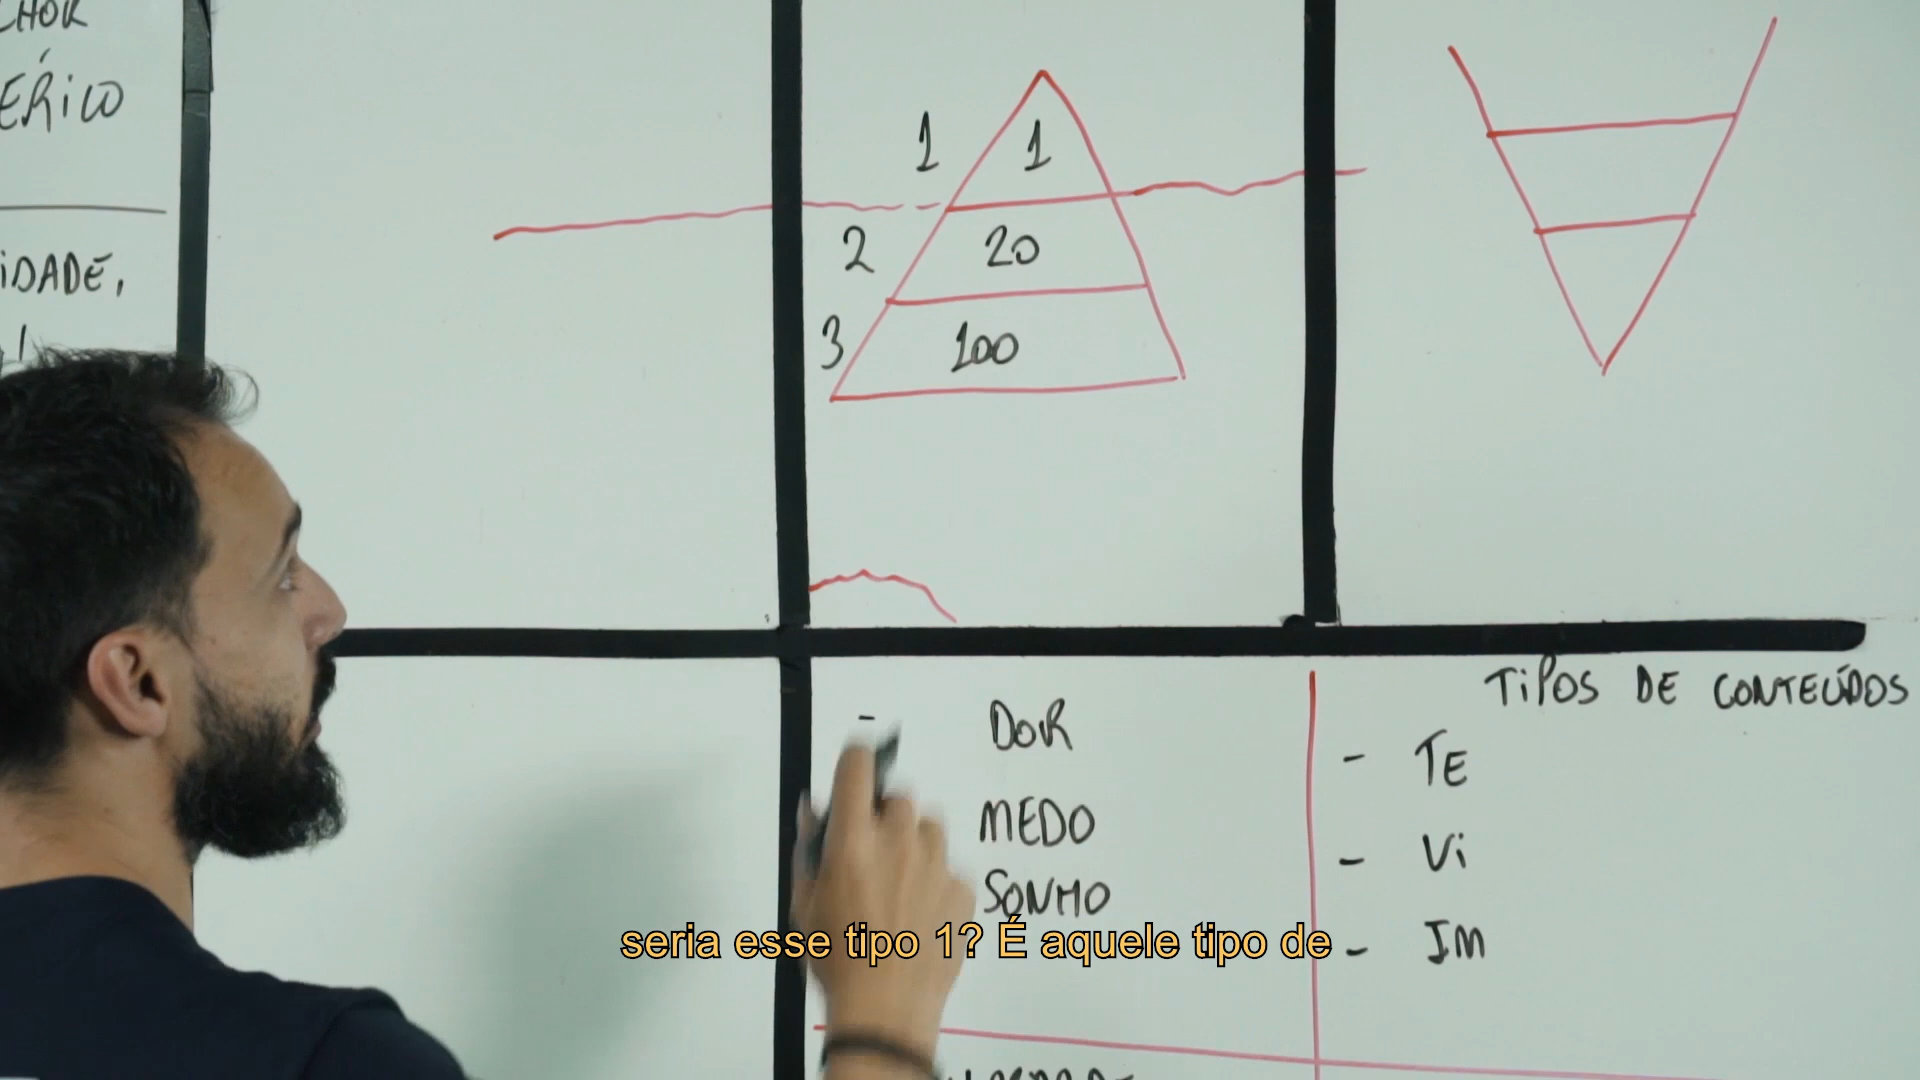 ÉRICO
IDADE,
1 1
2 20
3 100
TIPOS DE CONTEÚDOS
- DOR
MEDO
SONHO
- TE
- Vi
- IM
seria esse tipo 1? É aquele tipo de